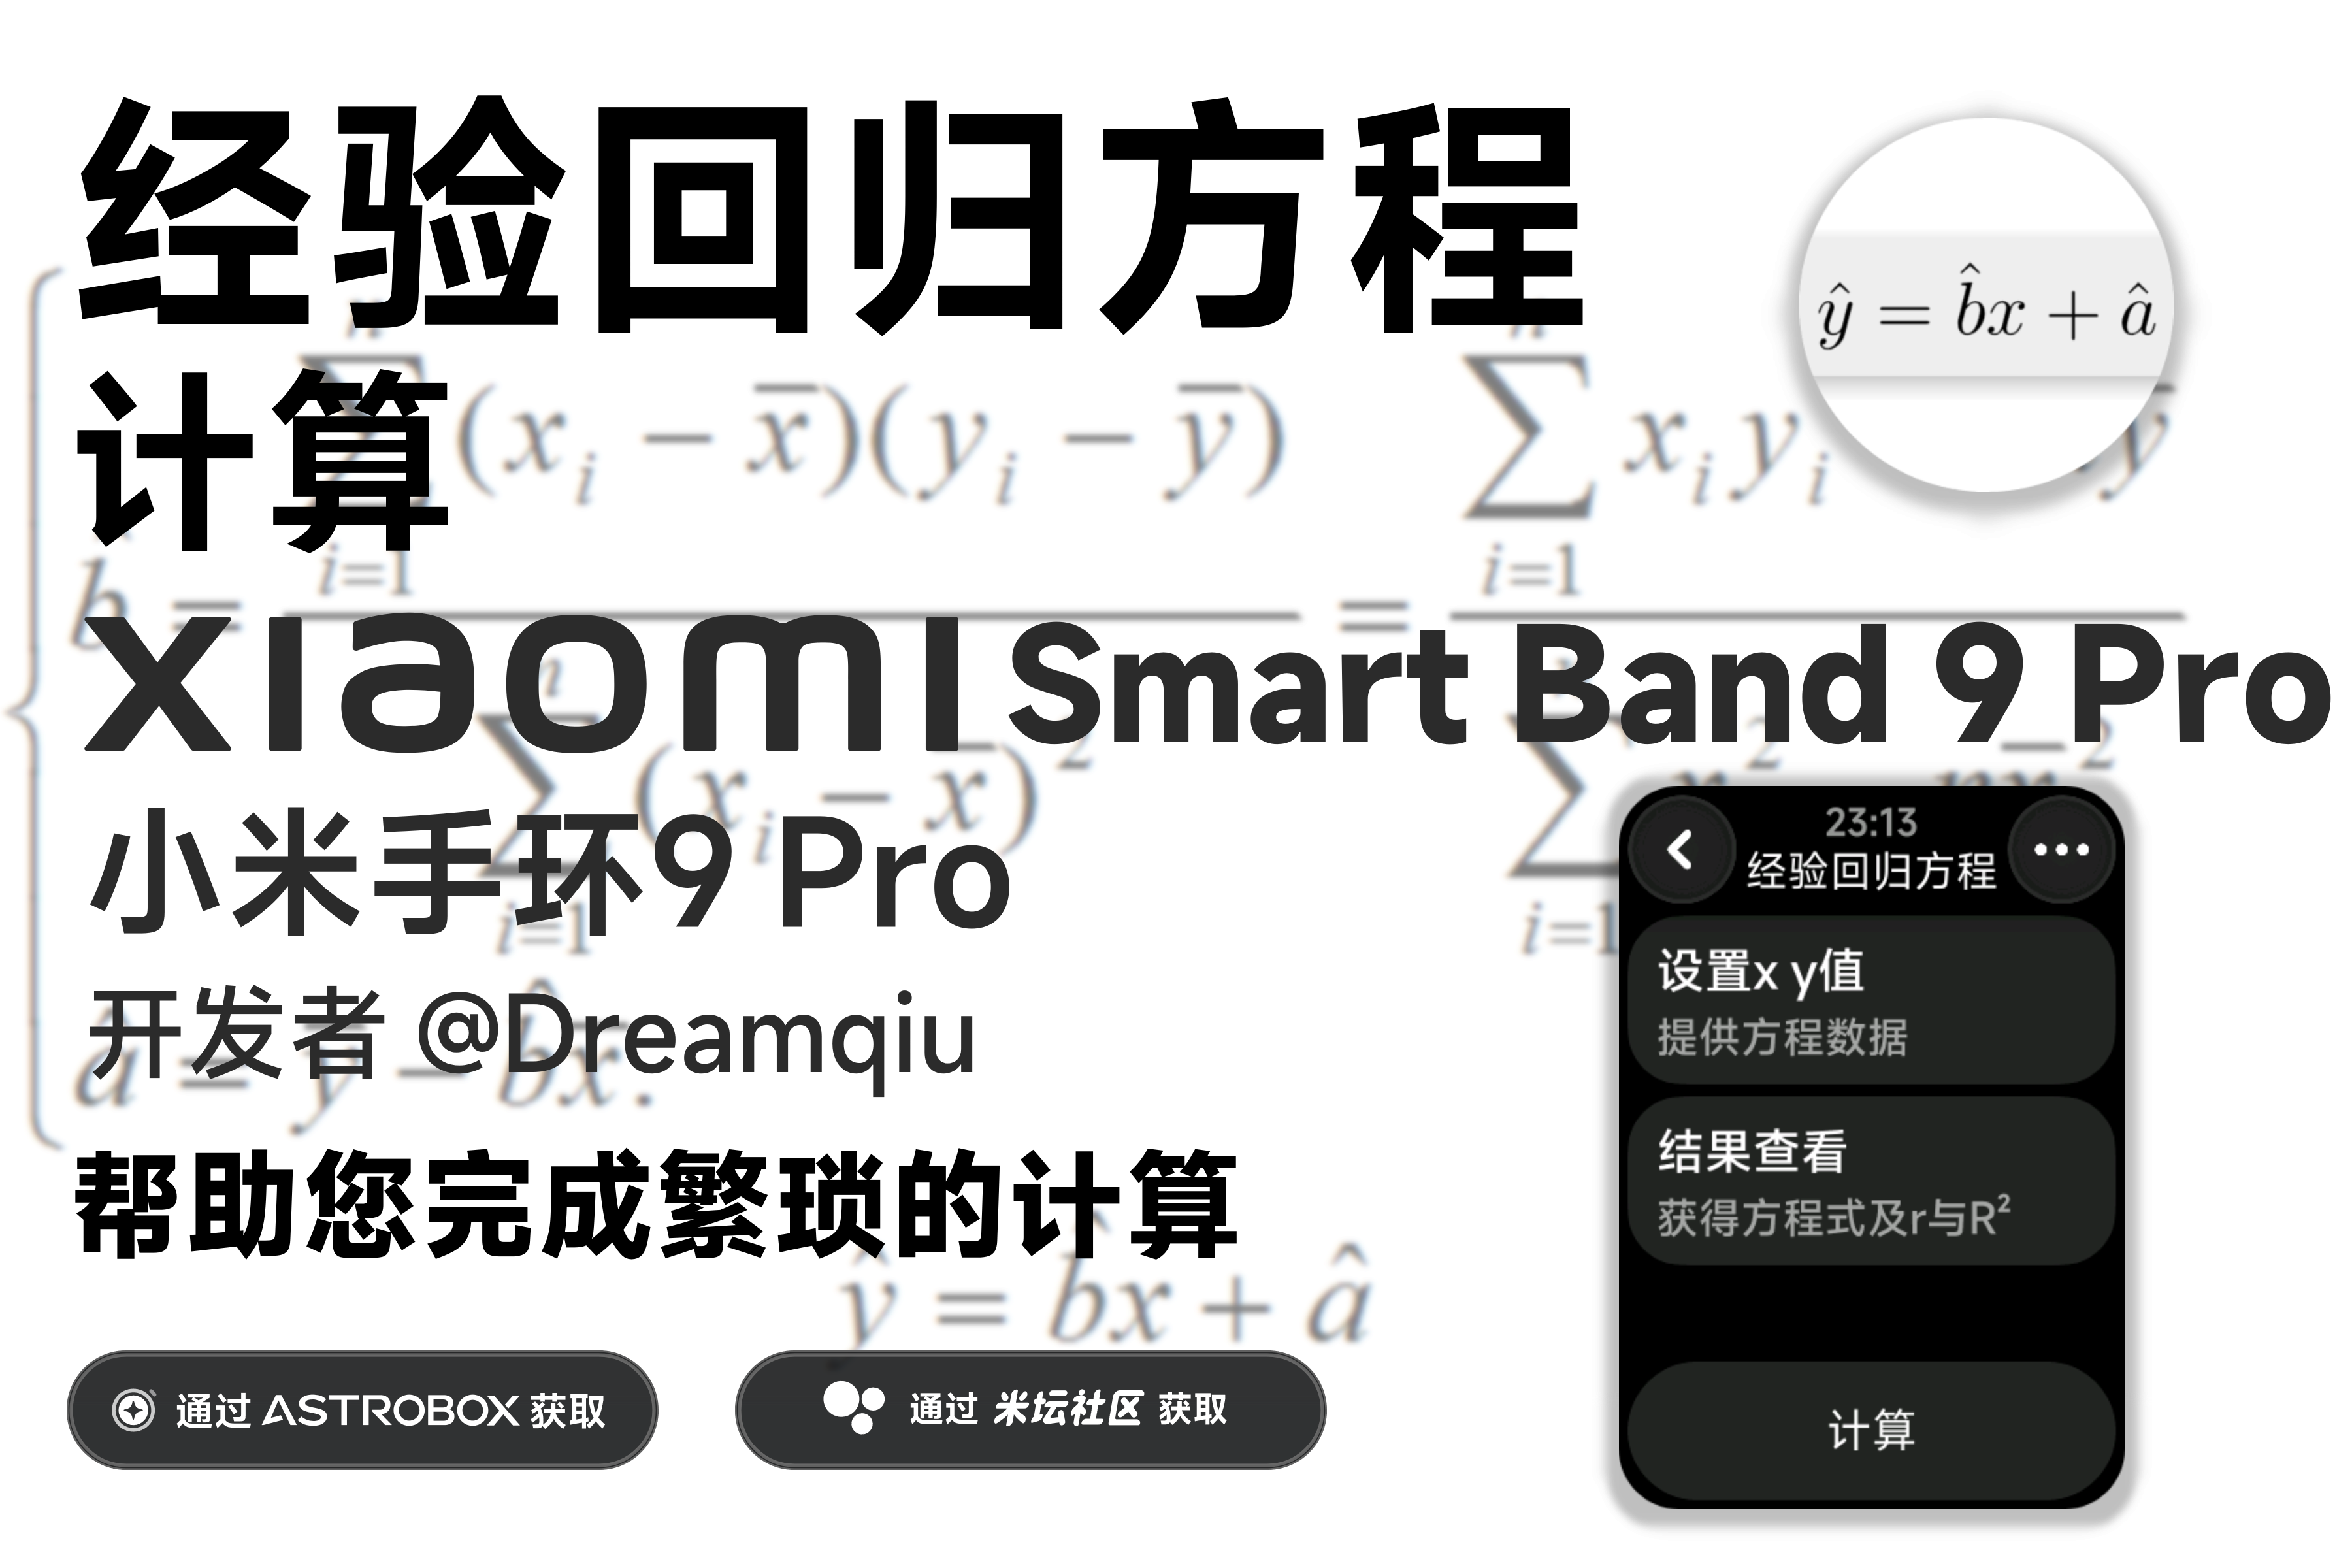 经验回归方程
计算
xiaomi Smart Band 9 Pro
小米手环9 Pro
开发者 @Dreamqiu
帮助您完成繁琐的计算
通过 ASTROBOX 获取
通过 米坛社区 获取
ŷ = b̂x + â
23:13
经验回归方程
设置x y值
提供方程数据
结果查看
获得方程式及r与R²
计算
ŷ = b̂x + â